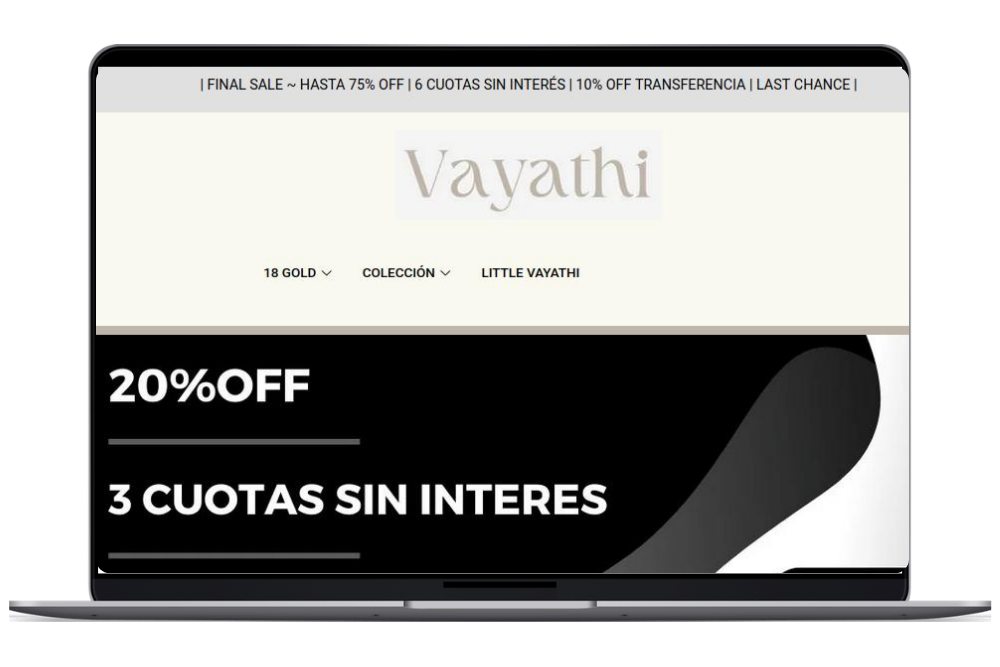 | FINAL SALE ~ HASTA 75% OFF | 6 CUOTAS SIN INTERÉS | 10% OFF TRANSFERENCIA | LAST CHANCE |
Vayathi
18 GOLD COLECCIÓN LITTLE VAYATHI
20%OFF
3 CUOTAS SIN INTERES